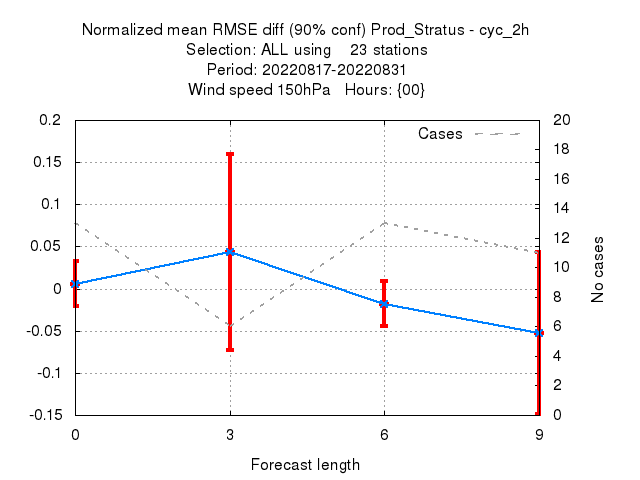 Normalized mean RMSE diff (90% conf) Prod_Stratus - cyc_2h
Selection: ALL using    23 stations
Period: 20220817-20220831
Wind speed 150hPa   Hours: {00}
Cases
0.2
0.15
0.1
0.05
0
-0.05
-0.1
-0.15
20
18
16
14
12
10
8
6
4
2
0
No cases
0 3 6 9
Forecast length